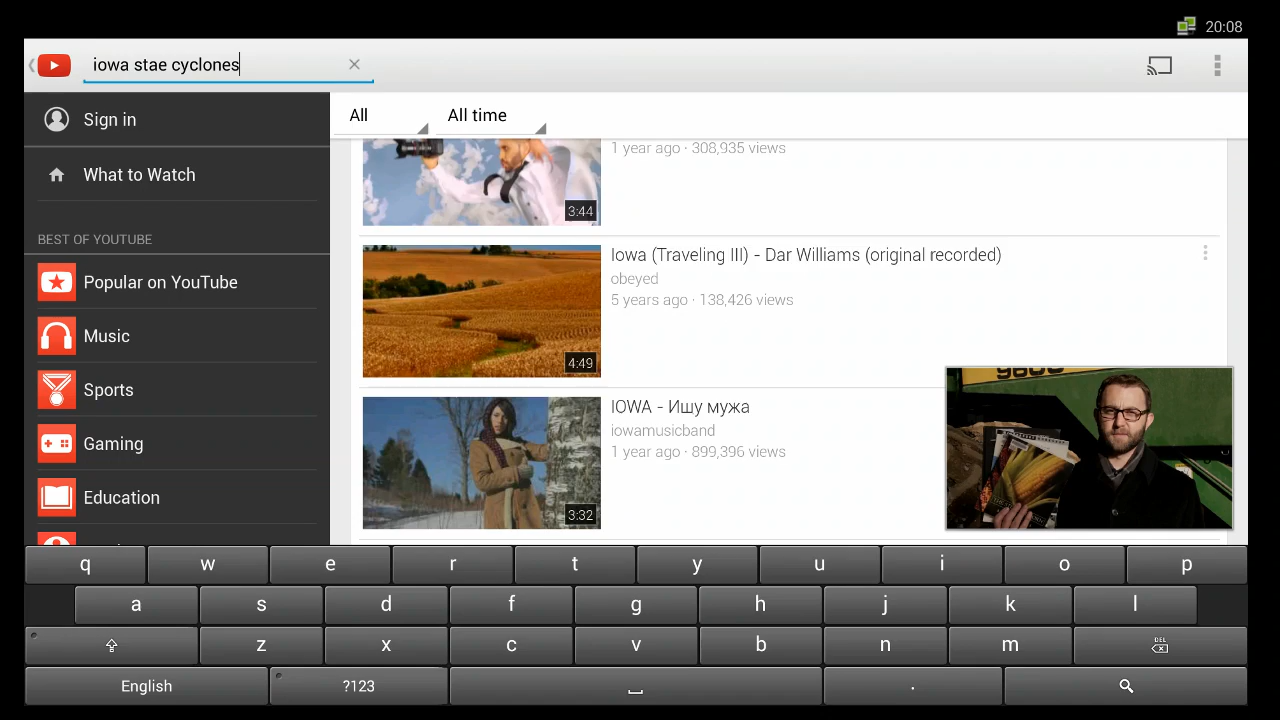 20:08
iowa stae cyclones
Sign in
What to Watch
BEST OF YOUTUBE
Popular on YouTube
Music
Sports
Gaming
Education
All
All time
1 year ago · 308,935 views
3:44
Iowa (Traveling III) - Dar Williams (original recorded)
obeyed
5 years ago · 138,426 views
4:49
IOWA - Ишу мужа
iowamusicband
1 year ago · 899,396 views
3:32
9600
q w e r t y u i o p
a s d f g h j k l
z x c v b n m DEL
English ?123 .